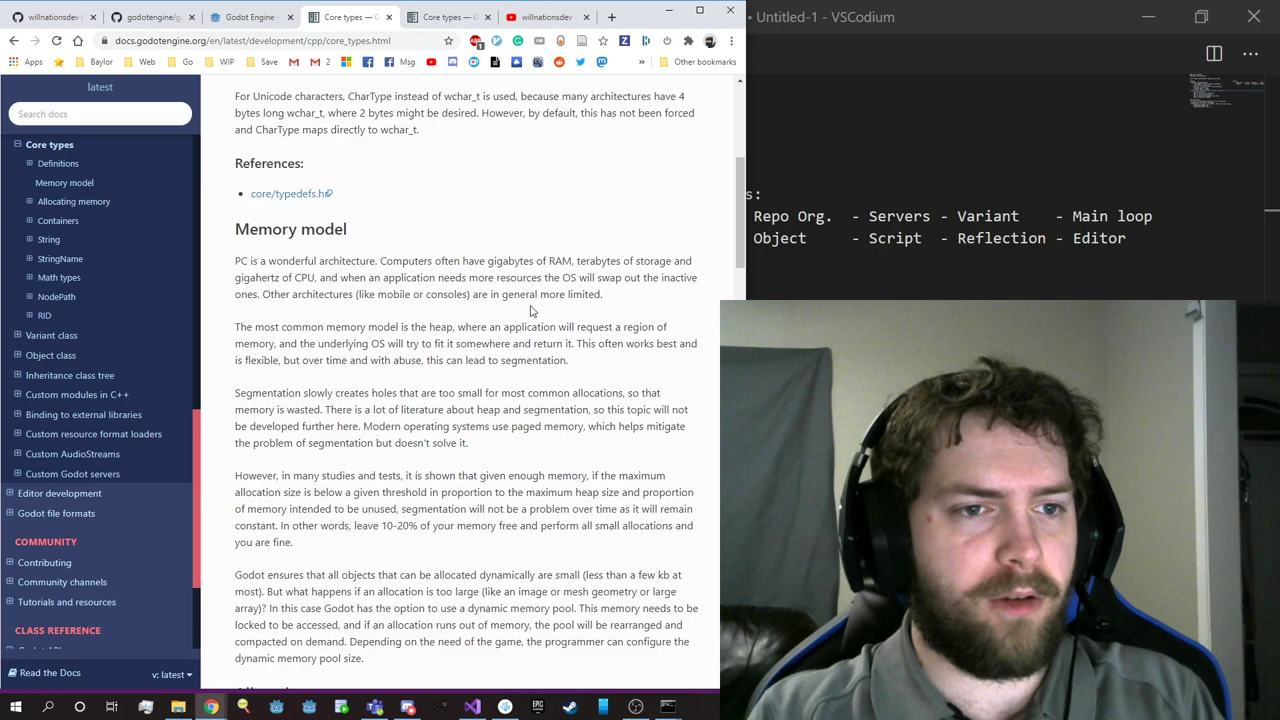 willnationsdev
godotengine/g
Godot Engine -
Core types — G
Core types — G
willnationsdev
• Untitled-1 - VSCodium
docs.godotengine.org/en/latest/development/cpp/core_types.html
Apps
Baylor
Web
Go
WIP
Save
2
Msg
Other bookmarks
latest
Search docs
Core types
Definitions
Memory model
Allocating memory
Containers
String
StringName
Math types
NodePath
RID
Variant class
Object class
Inheritance class tree
Custom modules in C++
Binding to external libraries
Custom resource format loaders
Custom AudioStreams
Custom Godot servers
Editor development
Godot file formats
COMMUNITY
Contributing
Community channels
Tutorials and resources
CLASS REFERENCE
Read the Docs
v: latest
For Unicode characters, CharType instead of wchar_t is used, because many architectures have 4
bytes long wchar_t, where 2 bytes might be desired. However, by default, this has not been forced
and CharType maps directly to wchar_t.
References:
core/typedefs.h
Memory model
PC is a wonderful architecture. Computers often have gigabytes of RAM, terabytes of storage and
gigahertz of CPU, and when an application needs more resources the OS will swap out the inactive
ones. Other architectures (like mobile or consoles) are in general more limited.
The most common memory model is the heap, where an application will request a region of
memory, and the underlying OS will try to fit it somewhere and return it. This often works best and
is flexible, but over time and with abuse, this can lead to segmentation.
Segmentation slowly creates holes that are too small for most common allocations, so that
memory is wasted. There is a lot of literature about heap and segmentation, so this topic will not
be developed further here. Modern operating systems use paged memory, which helps mitigate
the problem of segmentation but doesn't solve it.
However, in many studies and tests, it is shown that given enough memory, if the maximum
allocation size is below a given threshold in proportion to the maximum heap size and proportion
of memory intended to be unused, segmentation will not be a problem over time as it will remain
constant. In other words, leave 10-20% of your memory free and perform all small allocations and
you are fine.
Godot ensures that all objects that can be allocated dynamically are small (less than a few kb at
most). But what happens if an allocation is too large (like an image or mesh geometry or large
array)? In this case Godot has the option to use a dynamic memory pool. This memory needs to be
locked to be accessed, and if an allocation runs out of memory, the pool will be rearranged and
compacted on demand. Depending on the need of the game, the programmer can configure the
dynamic memory pool size.
s:
Repo Org. - Servers - Variant - Main loop
Object - Script - Reflection - Editor